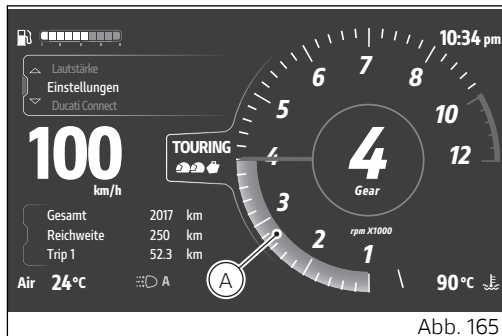 10:34 pm
Lautstärke
Einstellungen
Ducati Connect
100
km/h
TOURING
Gesamt 2017 km
Reichweite 250 km
Trip 1 52.3 km
Air 24°C
A
1
2
3
4
5
6
7
8
10
12
4
Gear
rpm X1000
A
90°C
Abb. 165